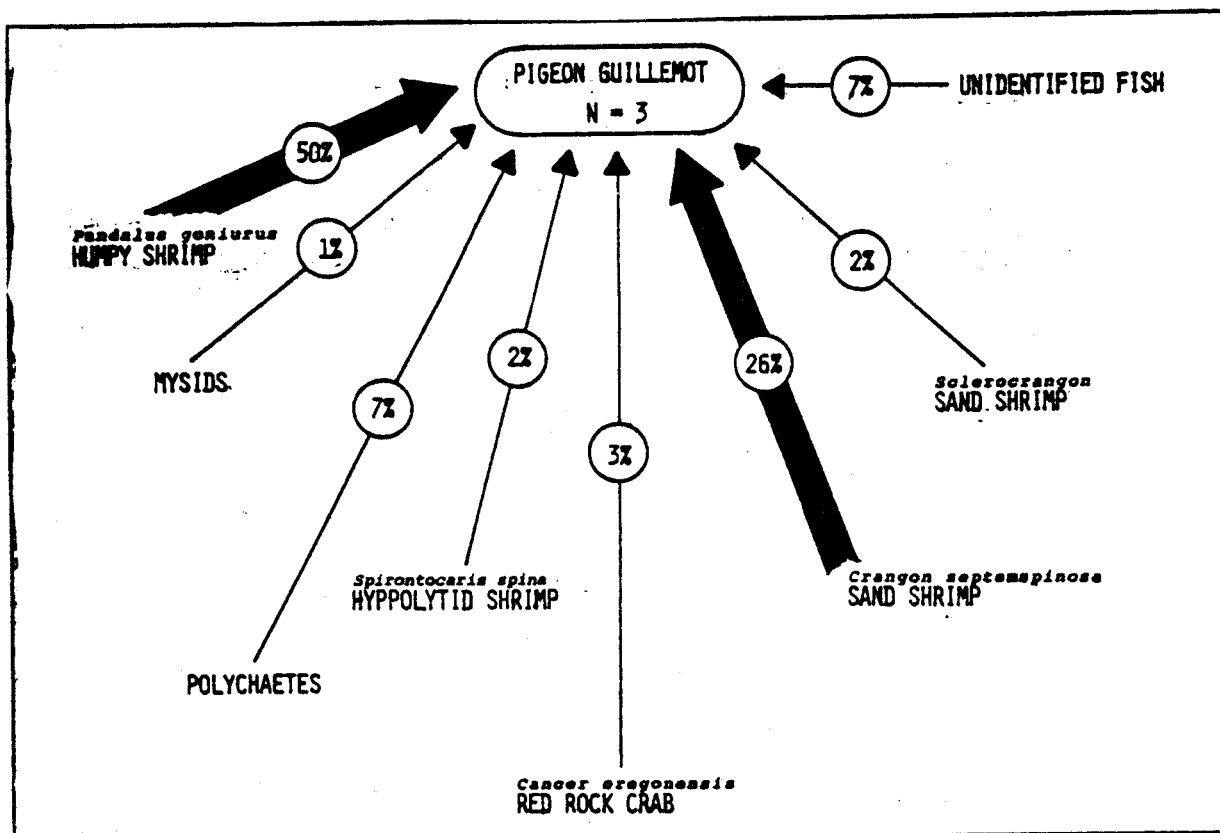 PIGEON GUILLEMOT
N = 3
7%
UNIDENTIFIED FISH
50%
Pandalus goniurus
HUMPY SHRIMP
1%
MYSIDS
2%
Sclerocrangon
SAND SHRIMP
7%
POLYCHAETES
2%
Spirontocaris spina
HYPPOLYTID SHRIMP
3%
Cancer oregonensis
RED ROCK CRAB
26%
Crangon septemspinosa
SAND SHRIMP